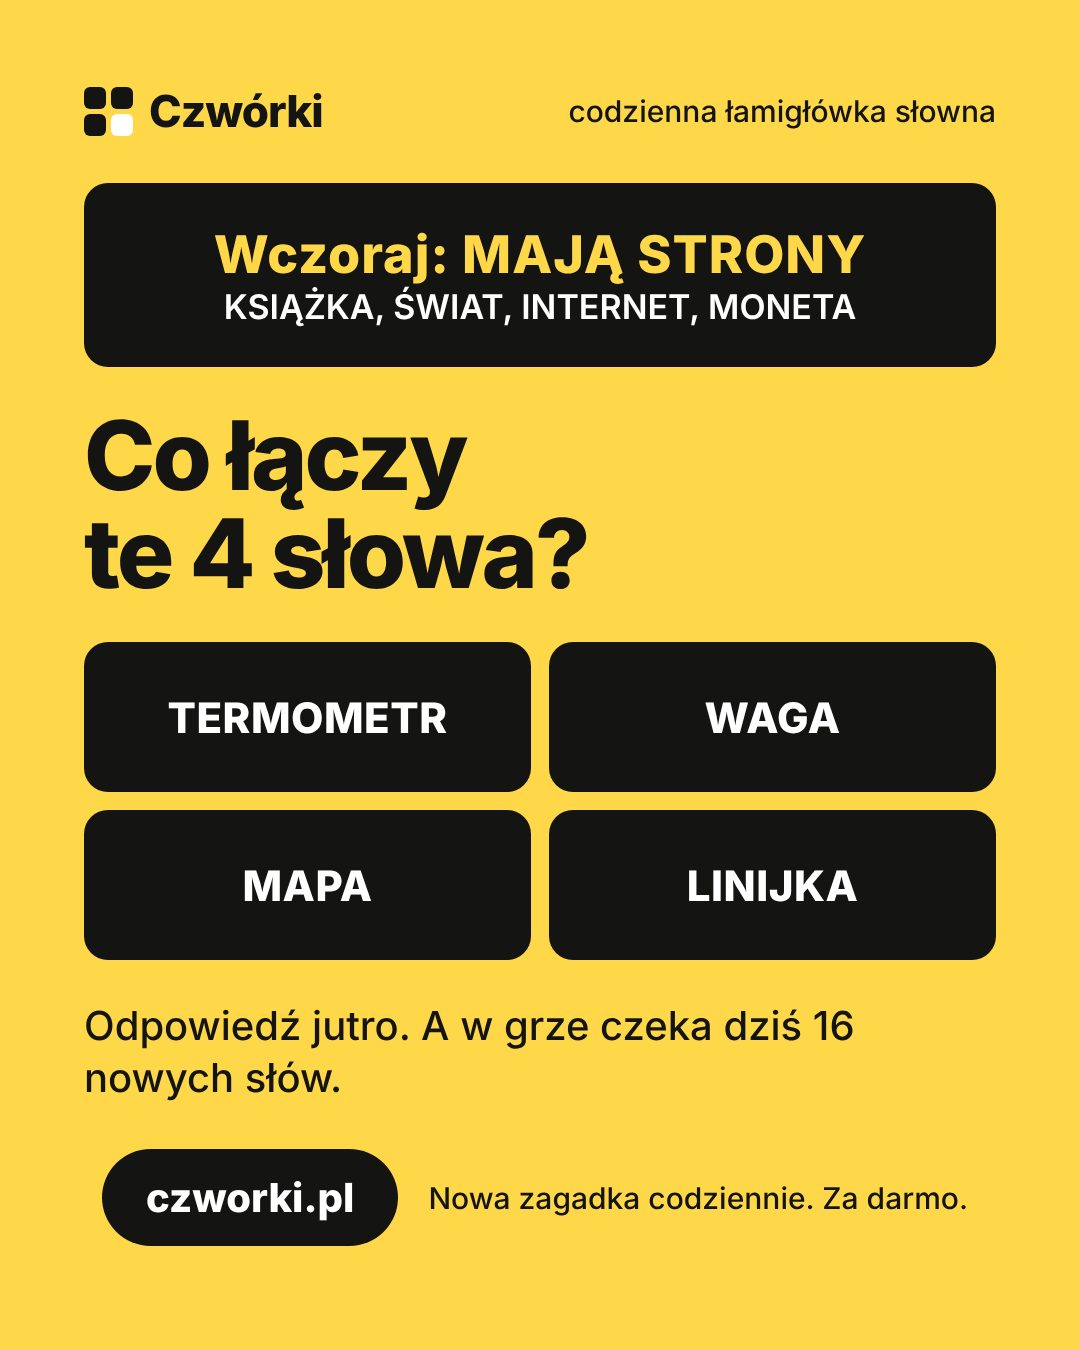 Czwórki
codzienna łamigłówka słowna
Wczoraj: MAJĄ STRONY
KSIĄŻKA, ŚWIAT, INTERNET, MONETA
Co łączy
te 4 słowa?
TERMOMETR
WAGA
MAPA
LINIJKA
Odpowiedź jutro. A w grze czeka dziś 16
nowych słów.
czworki.pl
Nowa zagadka codziennie. Za darmo.